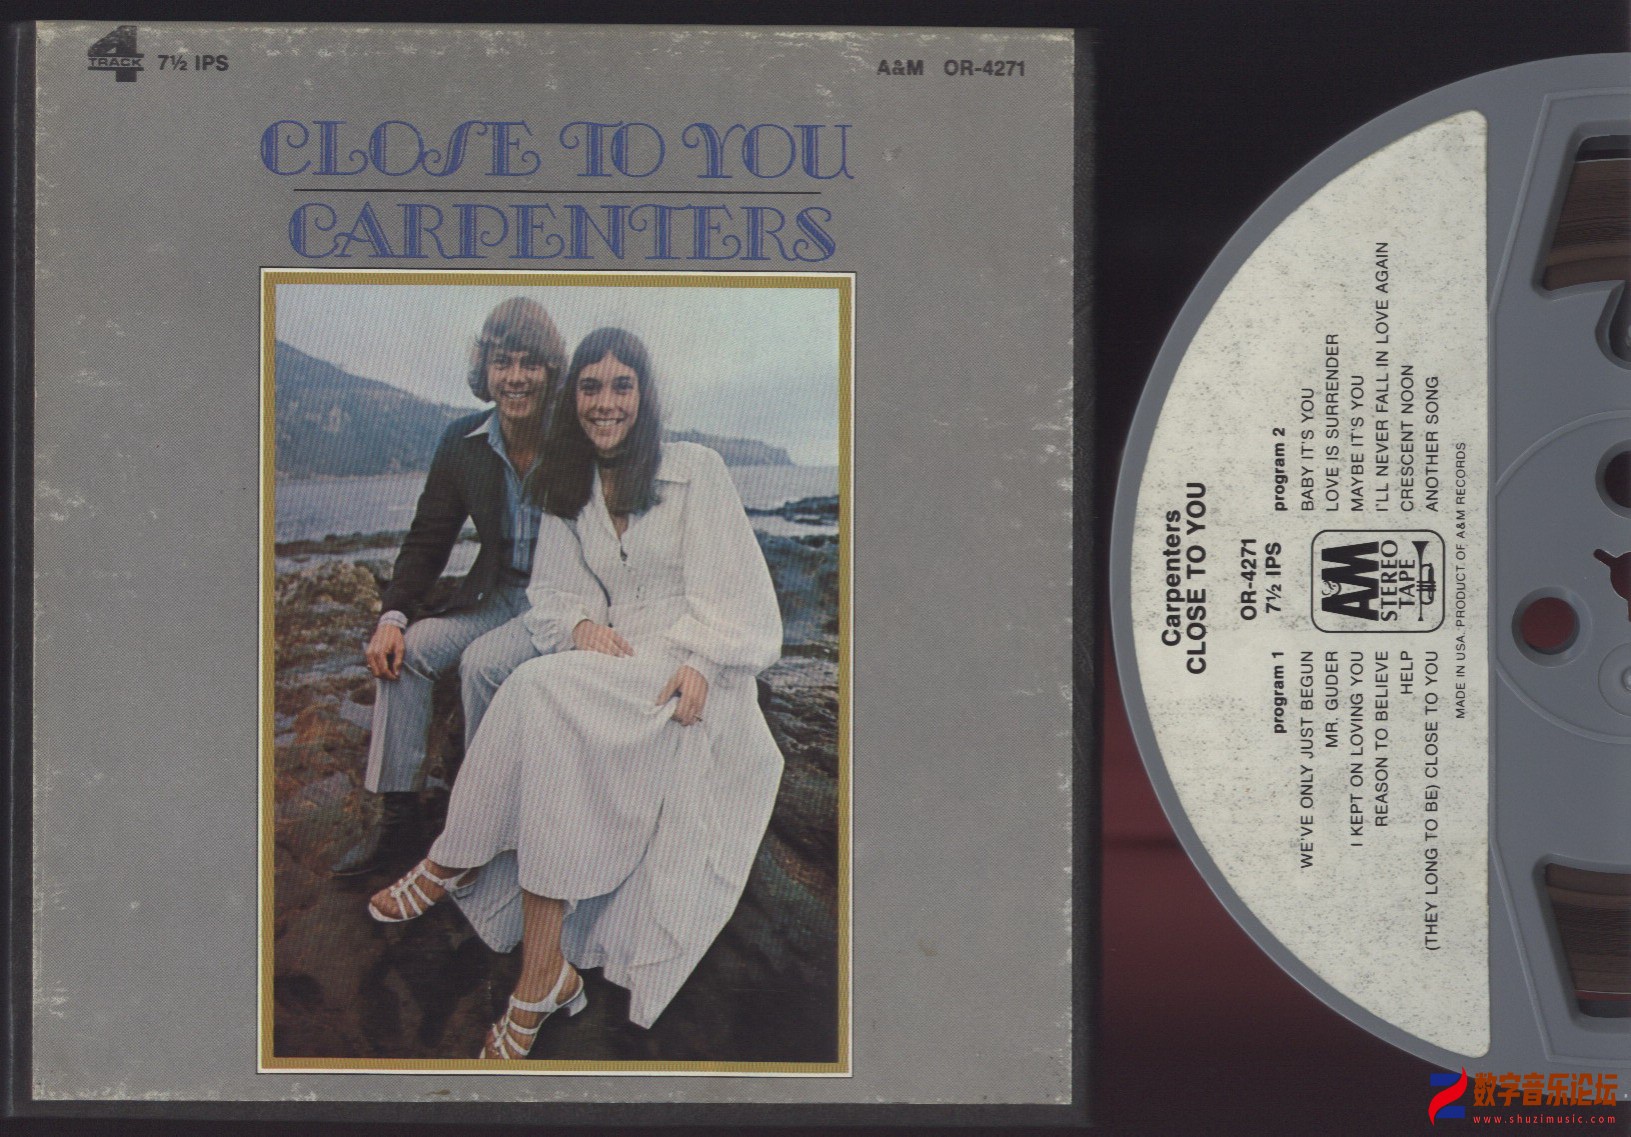 4
TRACK
7½ IPS
A&M OR-4271
CLOSE TO YOU
CARPENTERS
Carpenters
CLOSE TO YOU
OR-4271
7½ IPS
program 1
WE'VE ONLY JUST BEGUN
MR. GUDER
I KEPT ON LOVING YOU
REASON TO BELIEVE
HELP
(THEY LONG TO BE) CLOSE TO YOU
program 2
BABY IT'S YOU
LOVE IS SURRENDER
MAYBE IT'S YOU
I'LL NEVER FALL IN LOVE AGAIN
CRESCENT NOON
ANOTHER SONG
A&M
STEREO
TAPE
MADE IN USA. PRODUCT OF A&M RECORDS
数字音乐论坛
www.shuzimusic.com